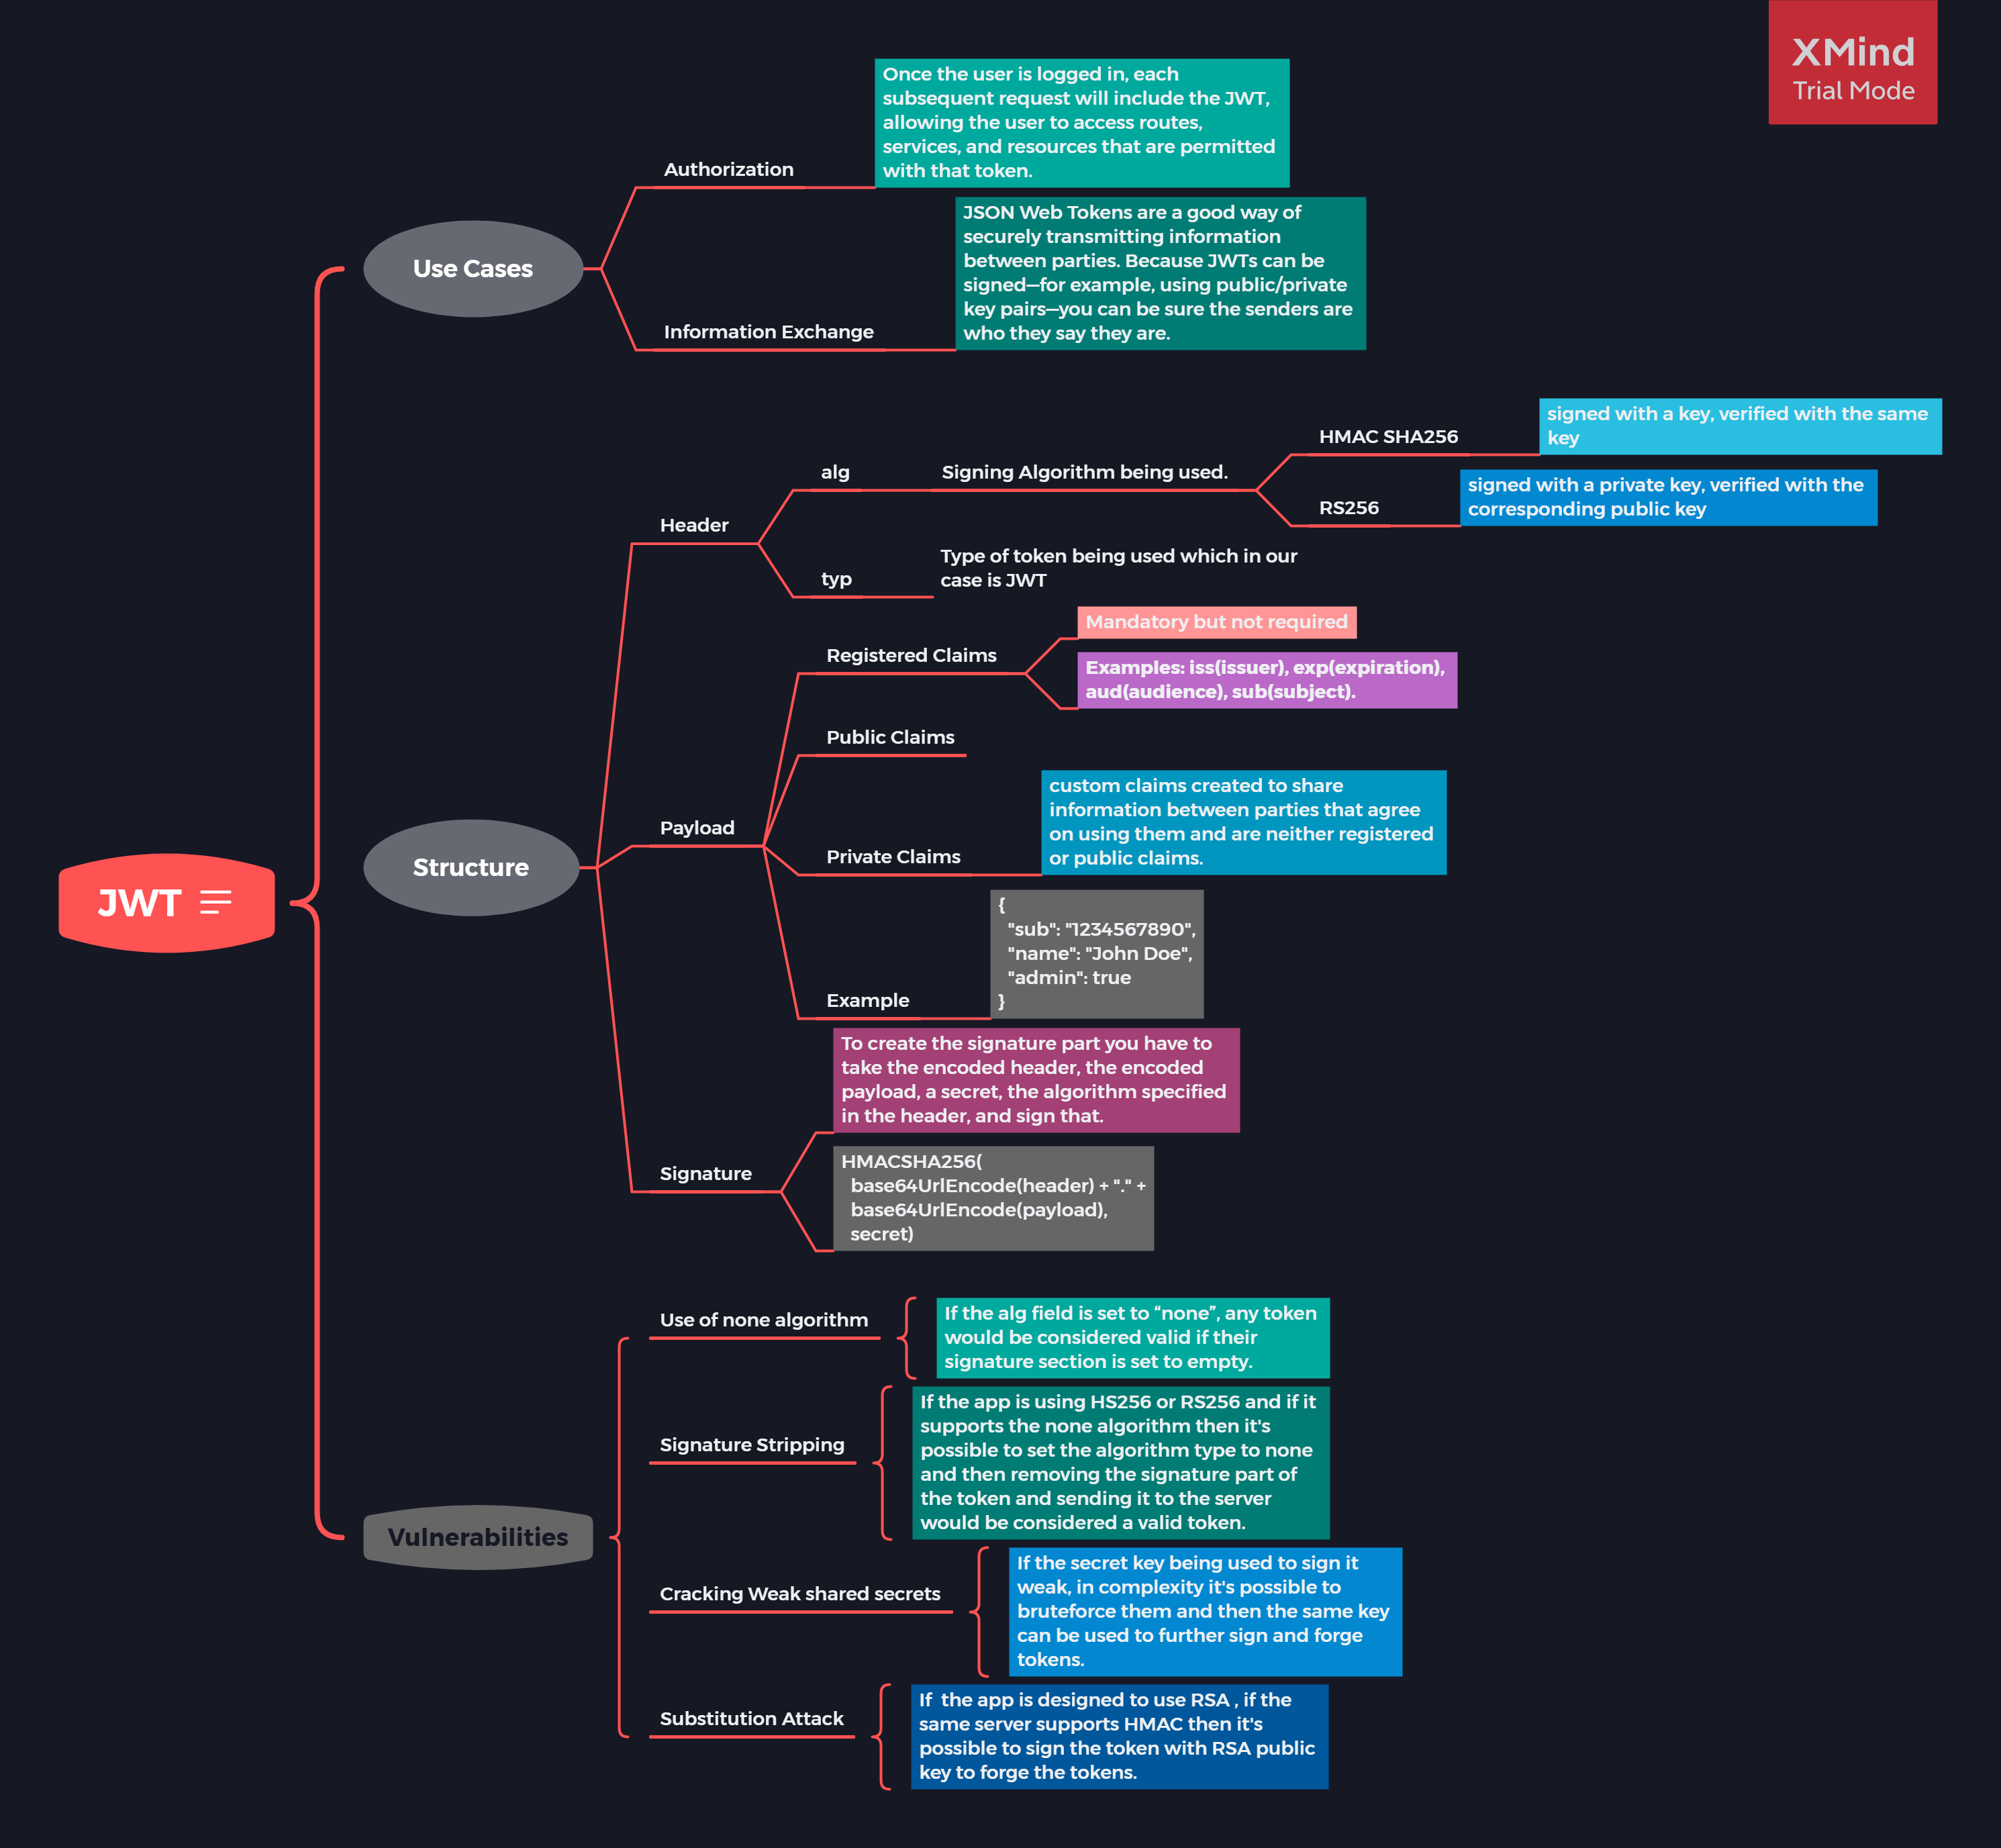 XMind
Trial Mode
JWT
Use Cases
Authorization
Once the user is logged in, each
subsequent request will include the JWT,
allowing the user to access routes,
services, and resources that are permitted
with that token.
Information Exchange
JSON Web Tokens are a good way of
securely transmitting information
between parties. Because JWTs can be
signed—for example, using public/private
key pairs—you can be sure the senders are
who they say they are.
Structure
Header
alg
Signing Algorithm being used.
HMAC SHA256
signed with a key, verified with the same
key
RS256
signed with a private key, verified with the
corresponding public key
typ
Type of token being used which in our
case is JWT
Payload
Registered Claims
Mandatory but not required
Examples: iss(issuer), exp(expiration),
aud(audience), sub(subject).
Public Claims
Private Claims
custom claims created to share
information between parties that agree
on using them and are neither registered
or public claims.
Example
{
"sub": "1234567890",
"name": "John Doe",
"admin": true
}
Signature
To create the signature part you have to
take the encoded header, the encoded
payload, a secret, the algorithm specified
in the header, and sign that.
HMACSHA256(
base64UrlEncode(header) + "." +
base64UrlEncode(payload),
secret)
Vulnerabilities
Use of none algorithm
If the alg field is set to “none”, any token
would be considered valid if their
signature section is set to empty.
Signature Stripping
If the app is using HS256 or RS256 and if it
supports the none algorithm then it's
possible to set the algorithm type to none
and then removing the signature part of
the token and sending it to the server
would be considered a valid token.
Cracking Weak shared secrets
If the secret key being used to sign it
weak, in complexity it's possible to
bruteforce them and then the same key
can be used to further sign and forge
tokens.
Substitution Attack
If  the app is designed to use RSA , if the
same server supports HMAC then it's
possible to sign the token with RSA public
key to forge the tokens.